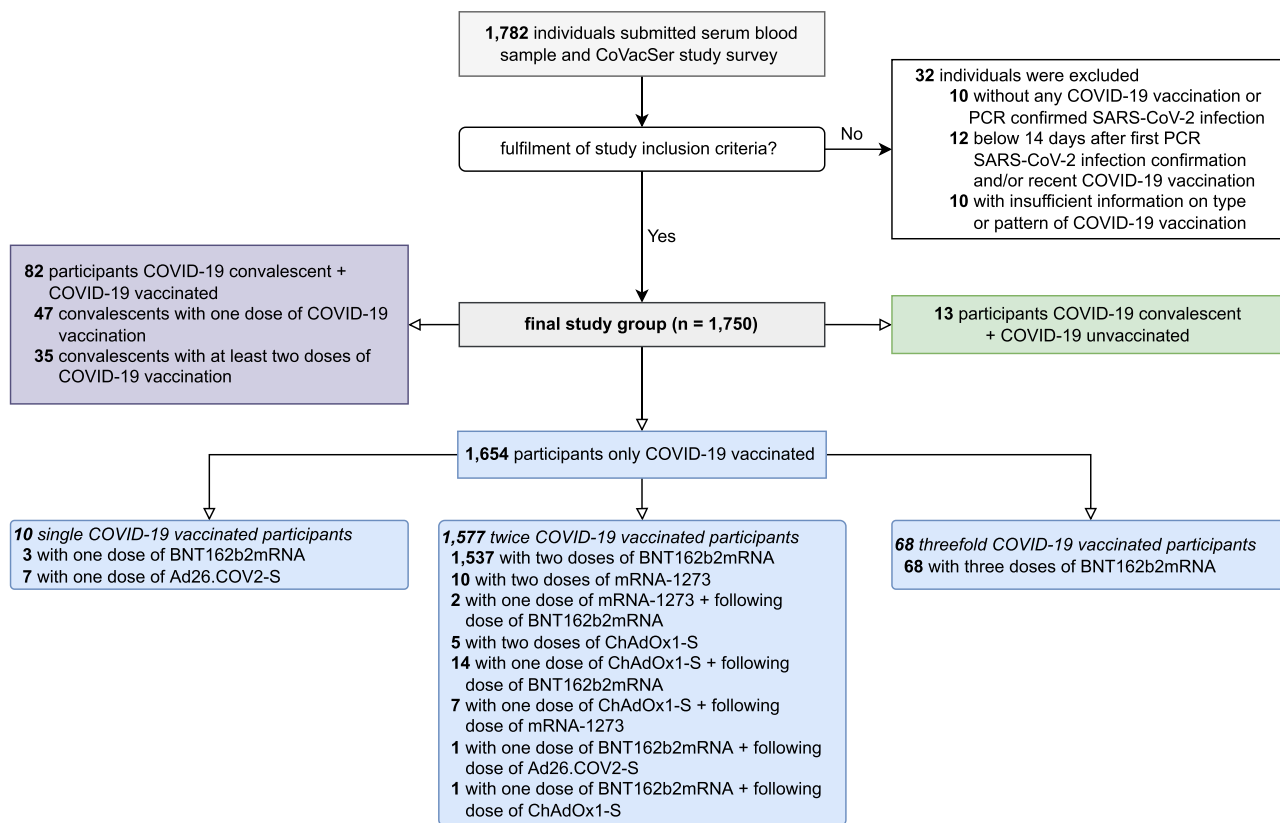 1,782 individuals submitted serum blood
sample and CoVacSer study survey
fulfilment of study inclusion criteria?
No
32 individuals were excluded
10 without any COVID-19 vaccination or
PCR confirmed SARS-CoV-2 infection
12 below 14 days after first PCR
SARS-CoV-2 infection confirmation
and/or recent COVID-19 vaccination
10 with insufficient information on type
or pattern of COVID-19 vaccination
Yes
82 participants COVID-19 convalescent +
COVID-19 vaccinated
47 convalescents with one dose of COVID-19
vaccination
35 convalescents with at least two doses of
COVID-19 vaccination
final study group (n = 1,750)
13 participants COVID-19 convalescent
+ COVID-19 unvaccinated
1,654 participants only COVID-19 vaccinated
10 single COVID-19 vaccinated participants
3 with one dose of BNT162b2mRNA
7 with one dose of Ad26.COV2-S
1,577 twice COVID-19 vaccinated participants
1,537 with two doses of BNT162b2mRNA
10 with two doses of mRNA-1273
2 with one dose of mRNA-1273 + following
dose of BNT162b2mRNA
5 with two doses of ChAdOx1-S
14 with one dose of ChAdOx1-S + following
dose of BNT162b2mRNA
7 with one dose of ChAdOx1-S + following
dose of mRNA-1273
1 with one dose of BNT162b2mRNA + following
dose of Ad26.COV2-S
1 with one dose of BNT162b2mRNA + following
dose of ChAdOx1-S
68 threefold COVID-19 vaccinated participants
68 with three doses of BNT162b2mRNA